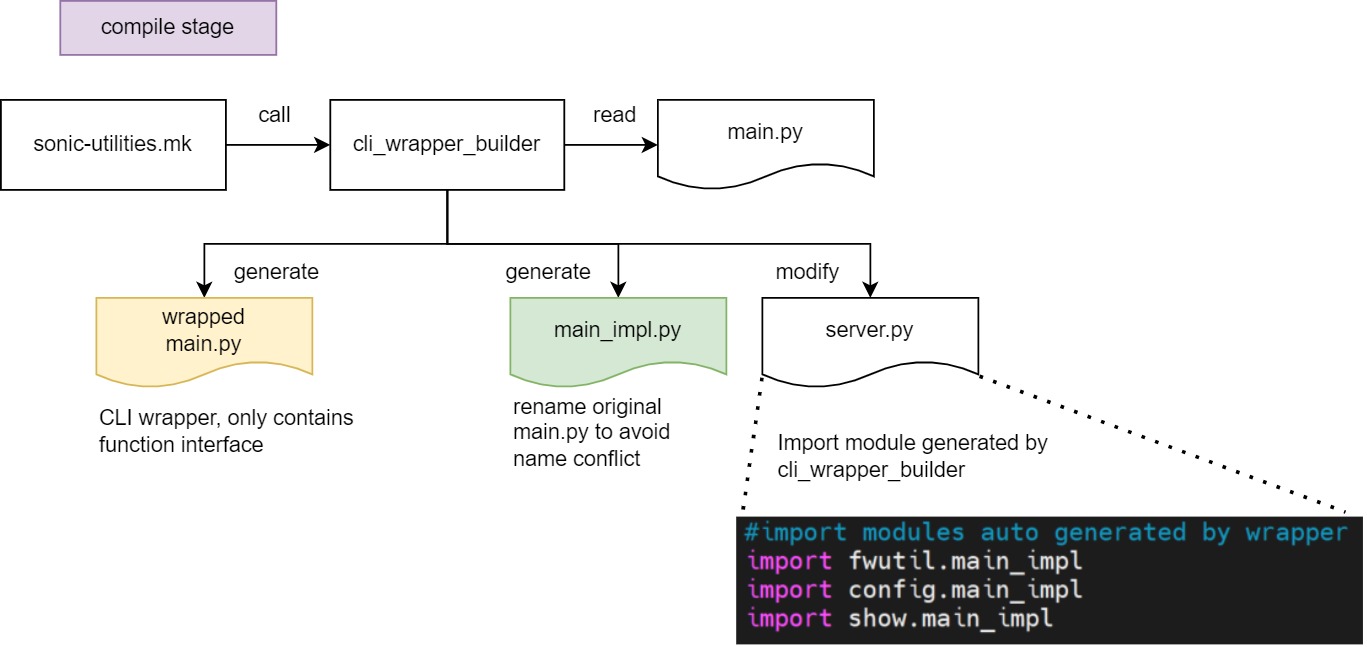 compile stage
sonic-utilities.mk
call
cli_wrapper_builder
read
main.py
generate
generate
modify
wrapped
main.py
main_impl.py
server.py
CLI wrapper, only contains
function interface
rename original
main.py to avoid
name conflict
Import module generated by
cli_wrapper_builder
#import modules auto generated by wrapper
import fwutil.main_impl
import config.main_impl
import show.main_impl